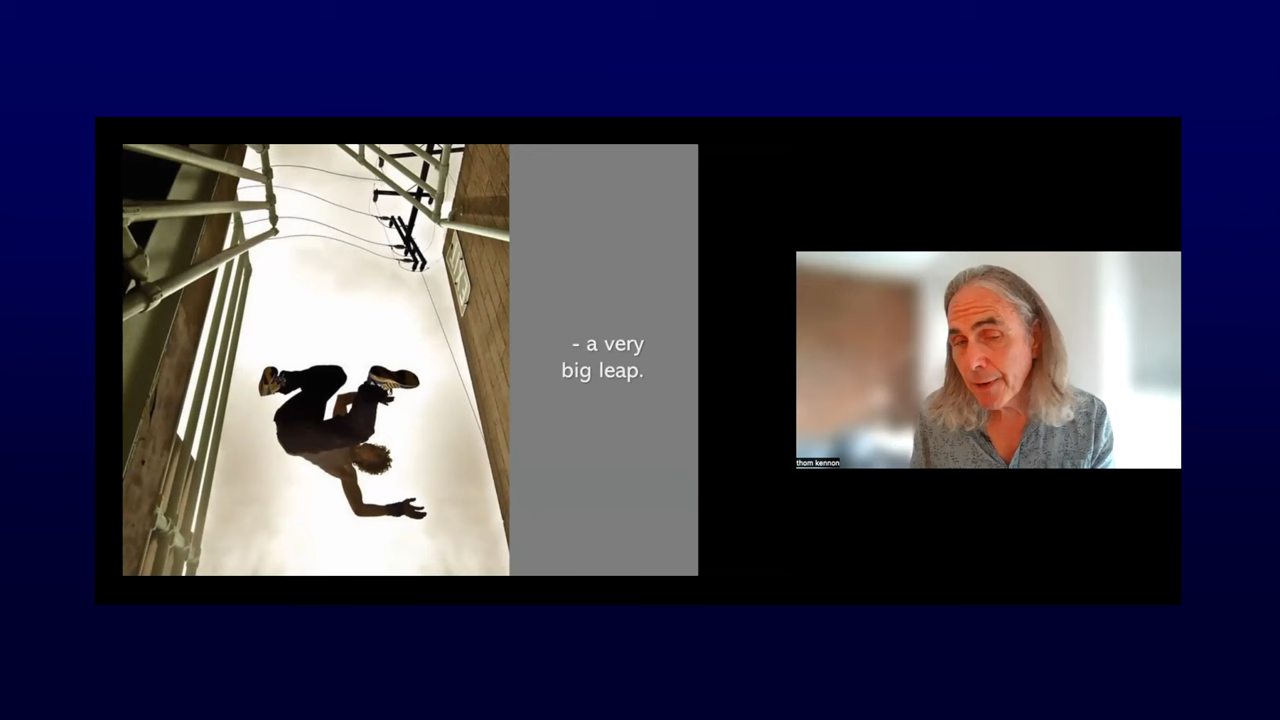 - a very
big leap.
thom kennon